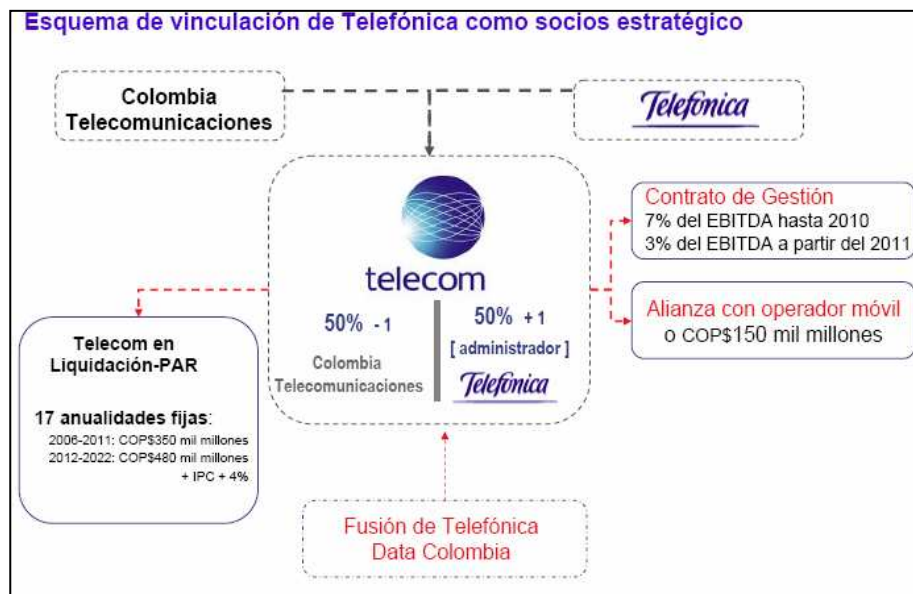 Esquema de vinculación de Telefónica como socios estratégico
Colombia
Telecomunicaciones
Telefónica
telecom
50% - 1
Colombia
Telecomunicaciones
50% + 1
[ administrador ]
Telefónica
Contrato de Gestión
7% del EBITDA hasta 2010
3% del EBITDA a partir del 2011
Alianza con operador móvil
o COP$150 mil millones
Telecom en
Liquidación-PAR
17 anualidades fijas:
2006-2011: COP$350 mil millones
2012-2022: COP$480 mil millones
+ IPC + 4%
Fusión de Telefónica
Data Colombia